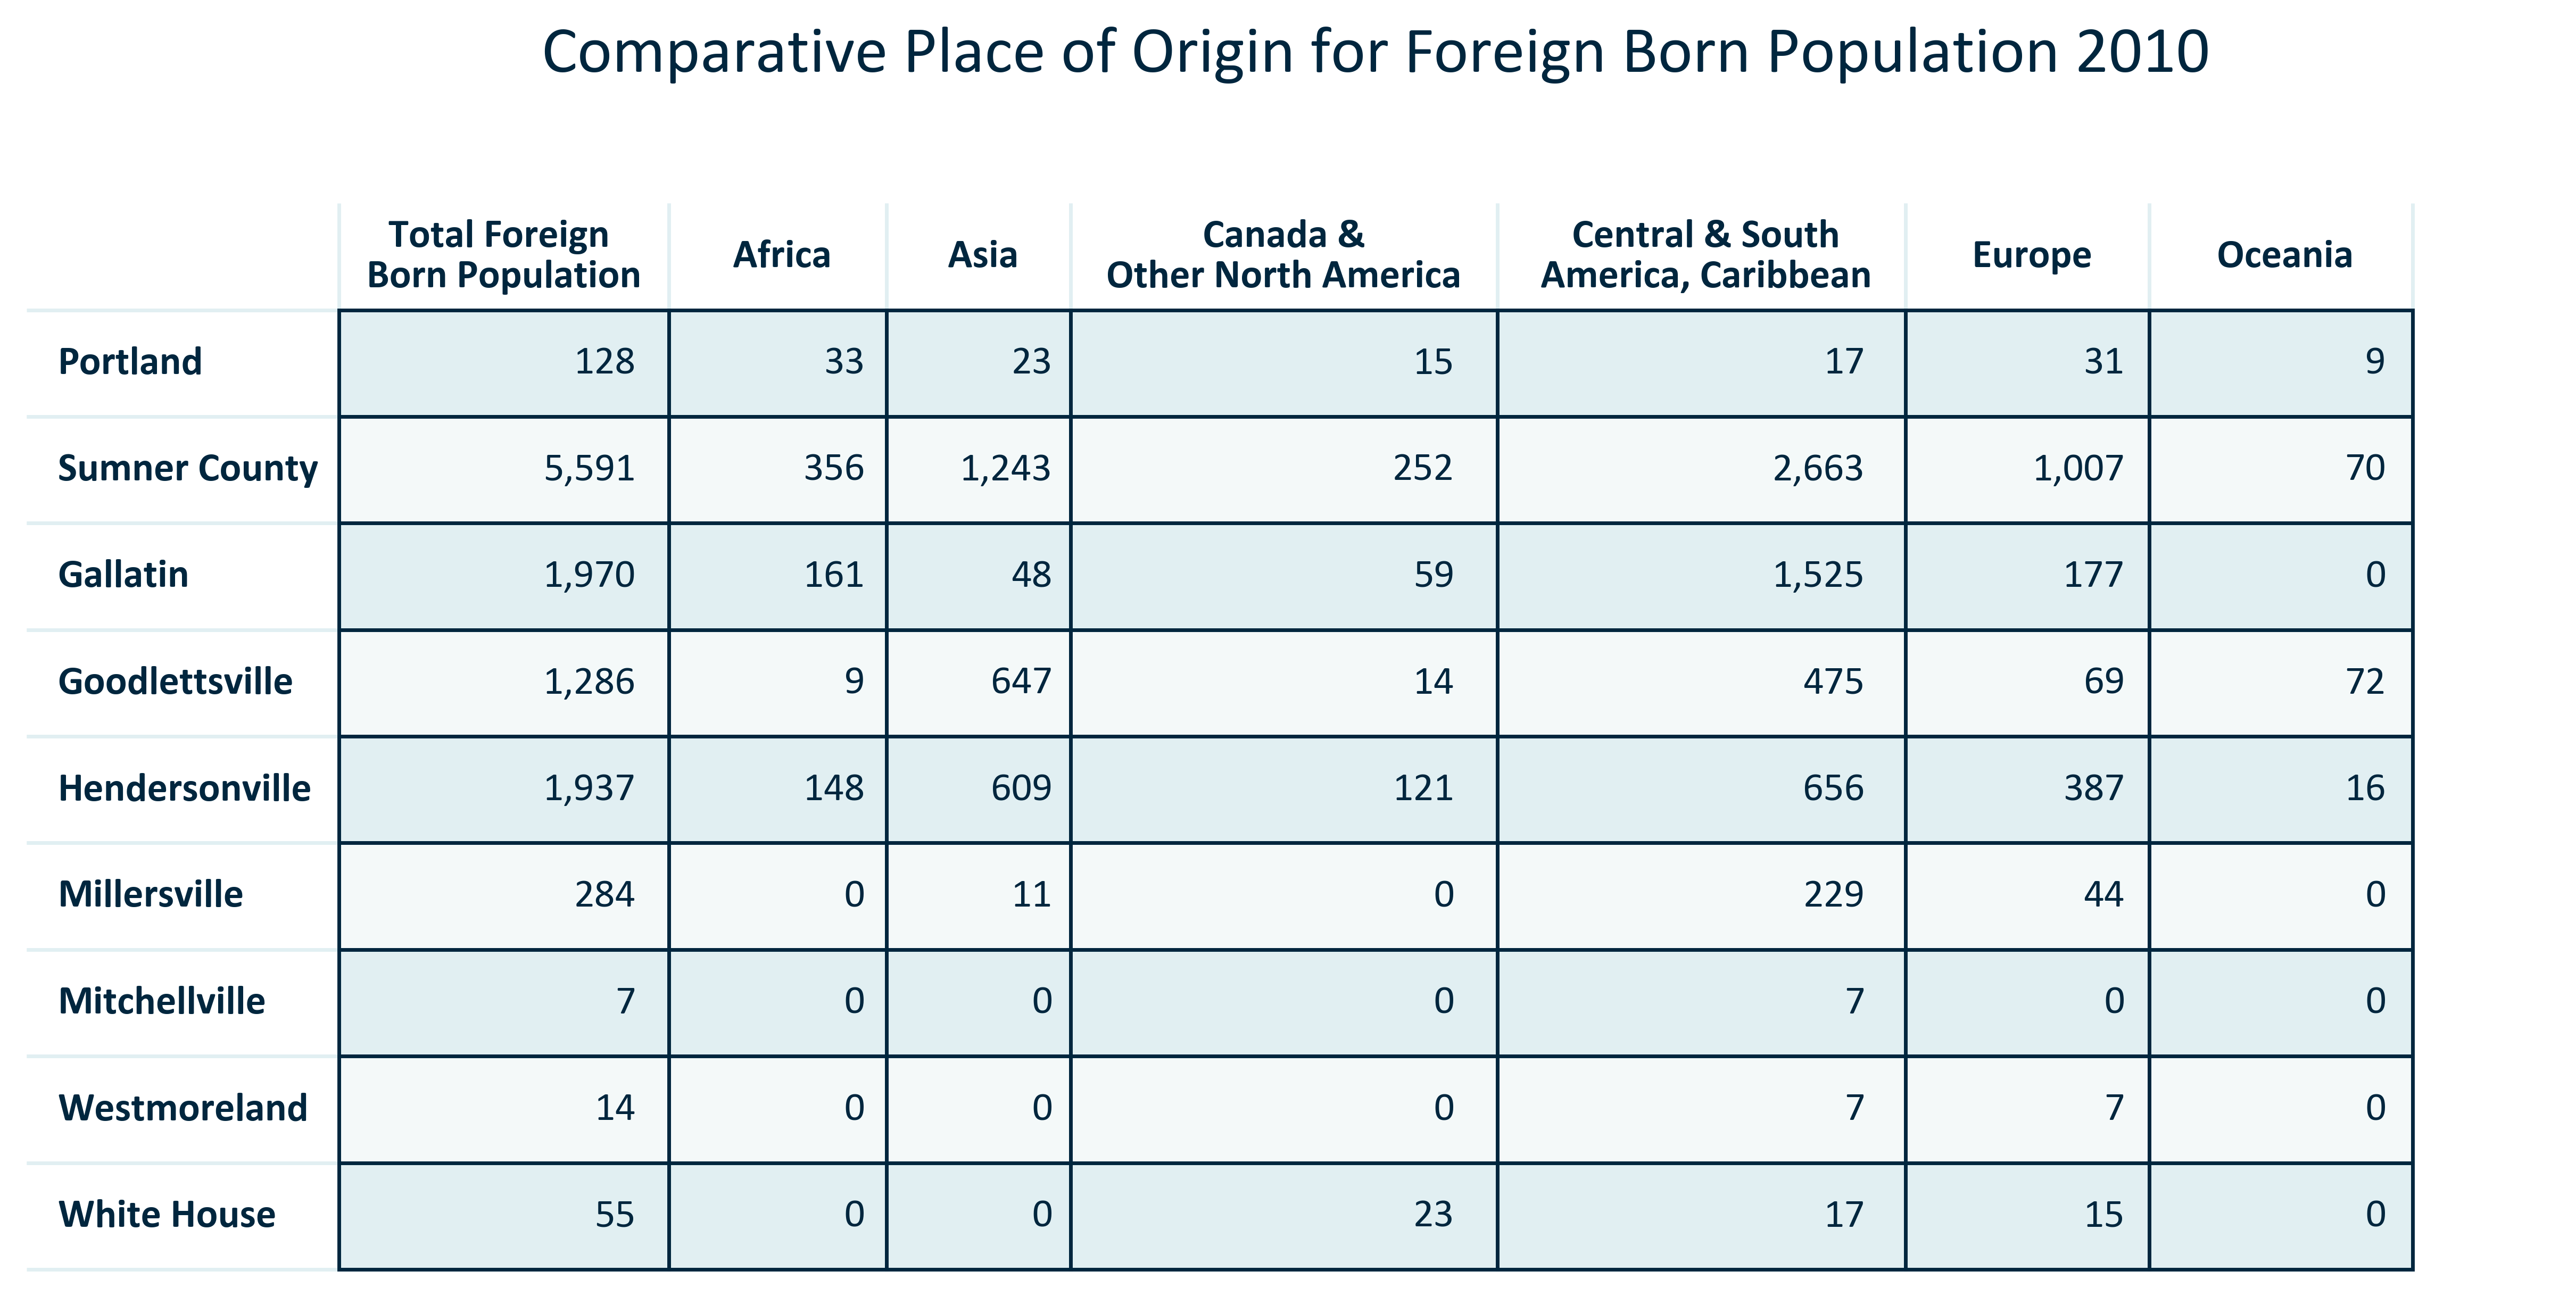 Comparative Place of Origin for Foreign Born Population 2010
Total Foreign Born Population Africa Asia Canada & Other North America Central & South America, Caribbean Europe Oceania
Portland 128 33 23 15 17 31 9
Sumner County 5,591 356 1,243 252 2,663 1,007 70
Gallatin 1,970 161 48 59 1,525 177 0
Goodlettsville 1,286 9 647 14 475 69 72
Hendersonville 1,937 148 609 121 656 387 16
Millersville 284 0 11 0 229 44 0
Mitchellville 7 0 0 0 7 0 0
Westmoreland 14 0 0 0 7 7 0
White House 55 0 0 23 17 15 0